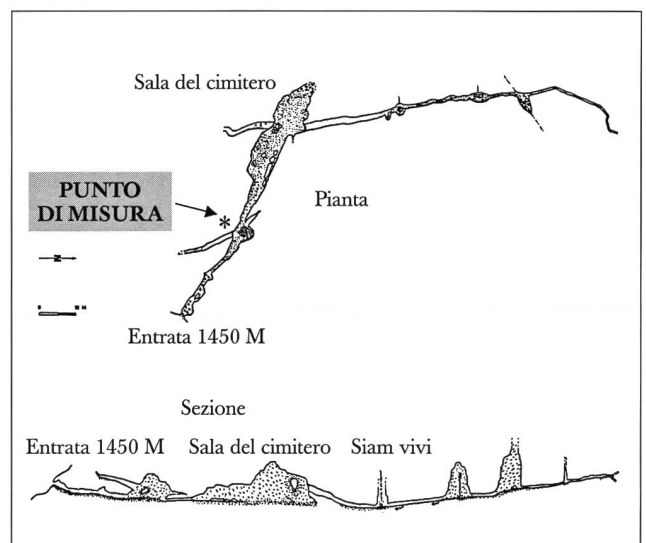 Sala del cimitero
PUNTO
DI MISURA
*
Pianta
N
Entrata 1450 M
Sezione
Entrata 1450 M Sala del cimitero Siam vivi